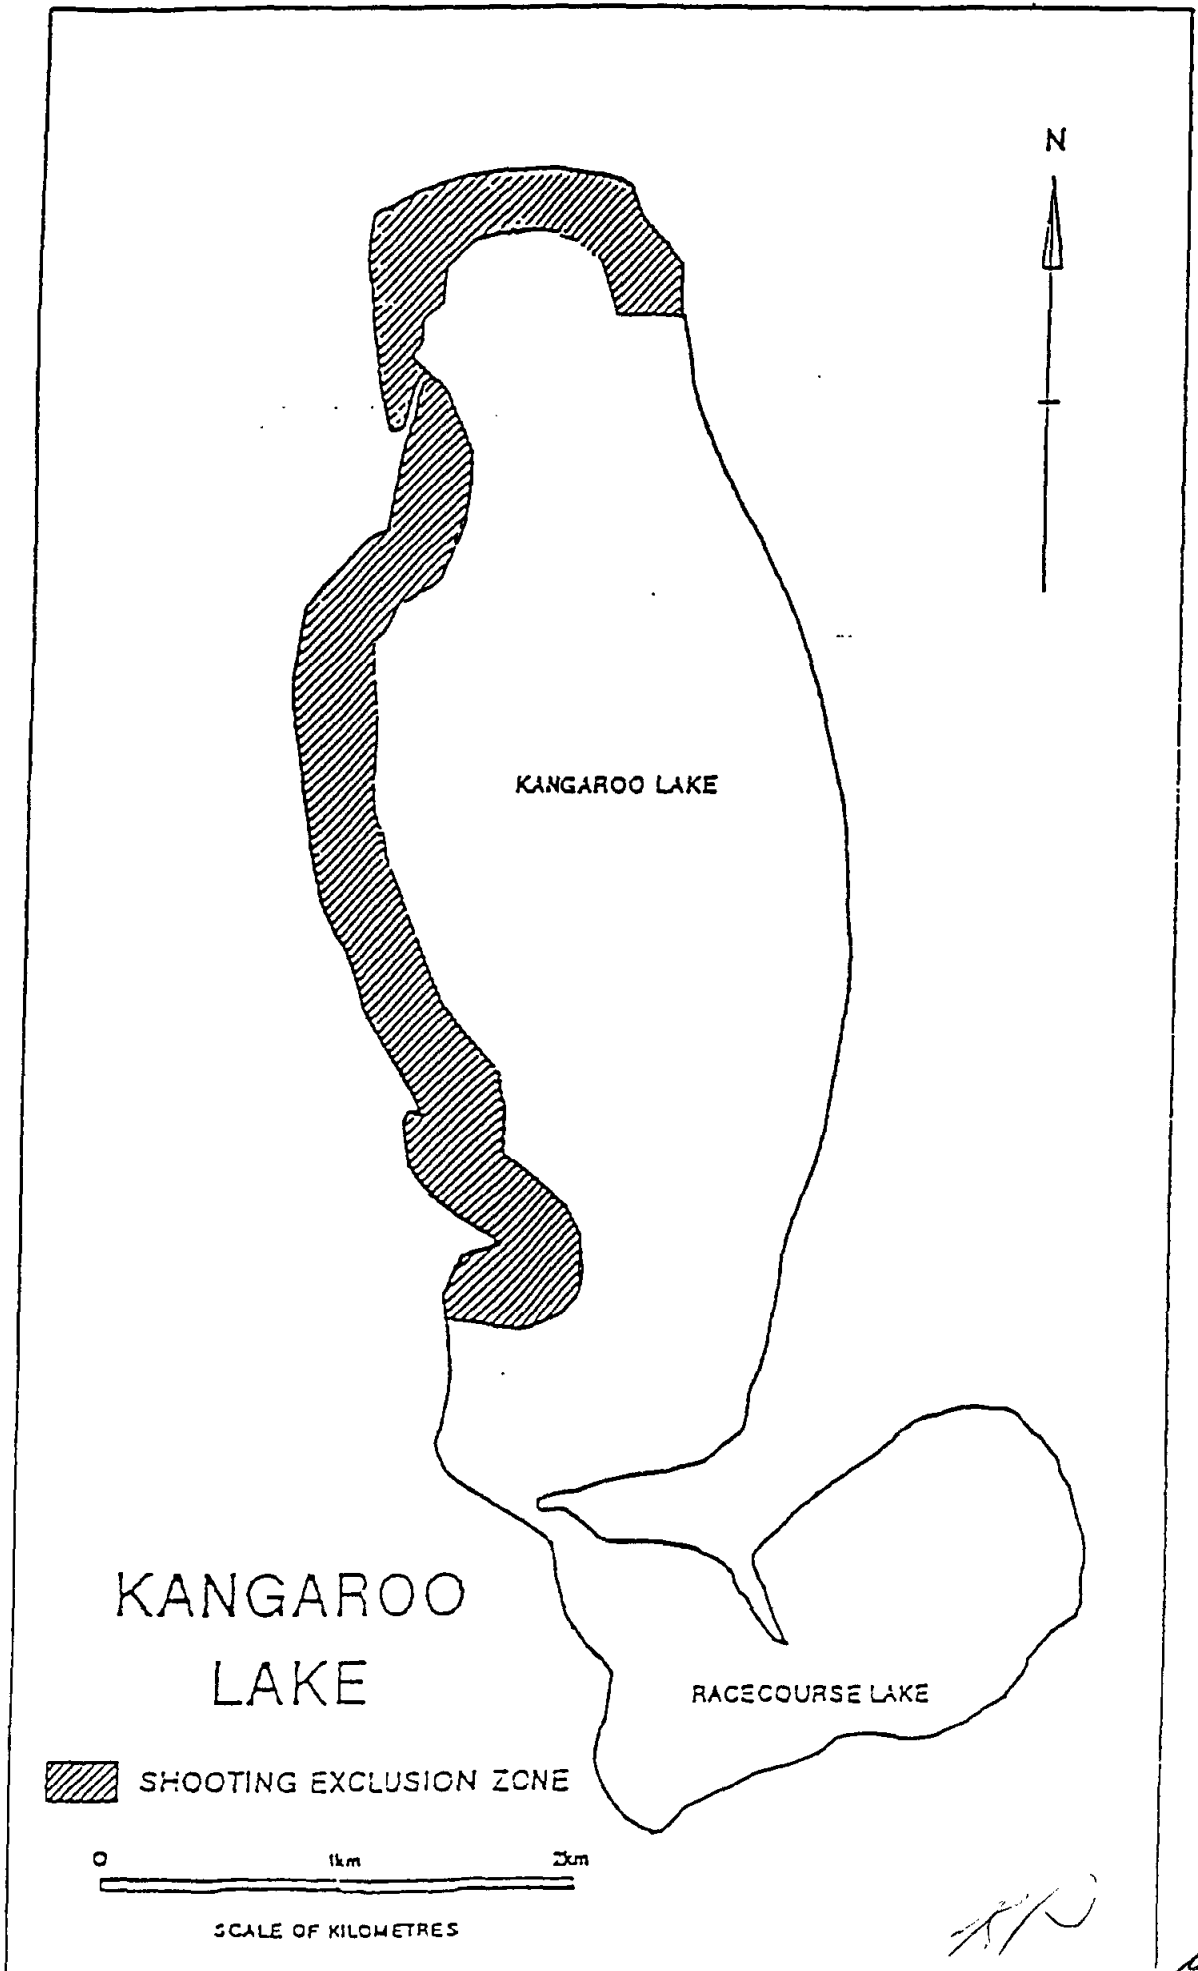 N
KANGAROO LAKE
KANGAROO
LAKE
RACECOURSE LAKE
SHOOTING EXCLUSION ZONE
0 1km 2km
SCALE OF KILOMETRES